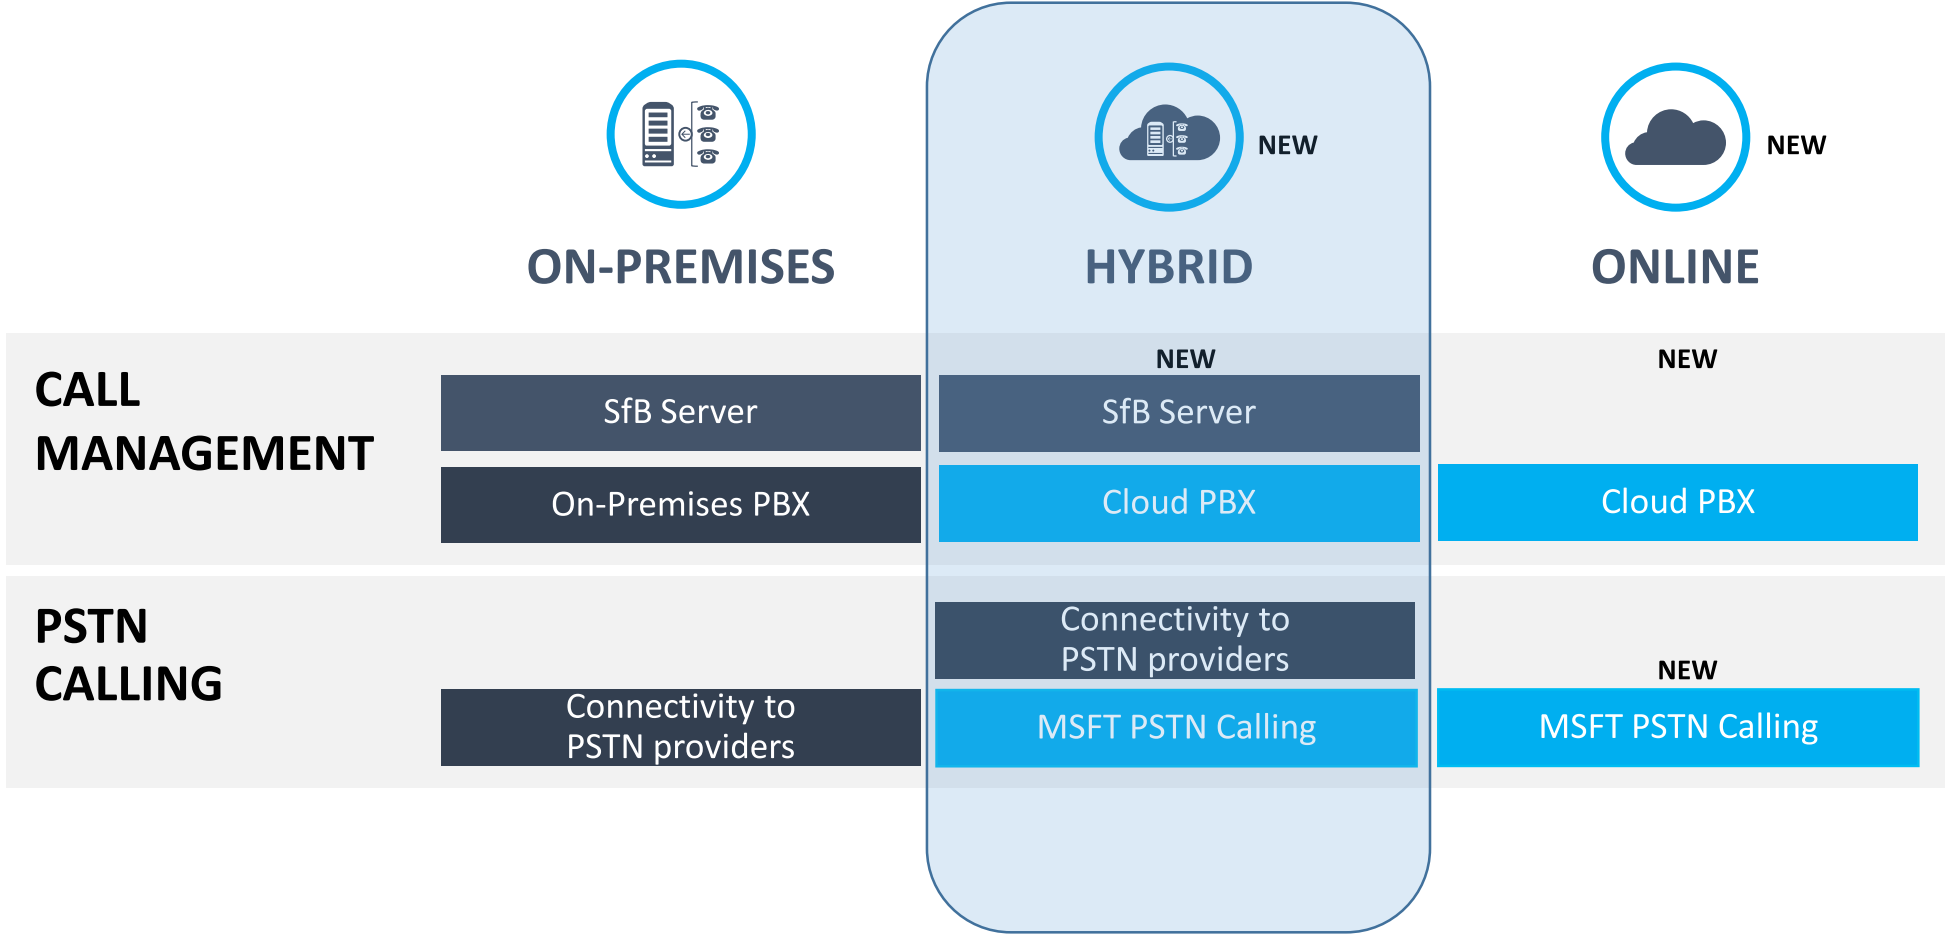 NEW
NEW
ON-PREMISES
HYBRID
ONLINE
CALL
MANAGEMENT
NEW
NEW
SfB Server
SfB Server
On-Premises PBX
Cloud PBX
Cloud PBX
PSTN
CALLING
Connectivity to
PSTN providers
Connectivity to
PSTN providers
MSFT PSTN Calling
NEW
MSFT PSTN Calling